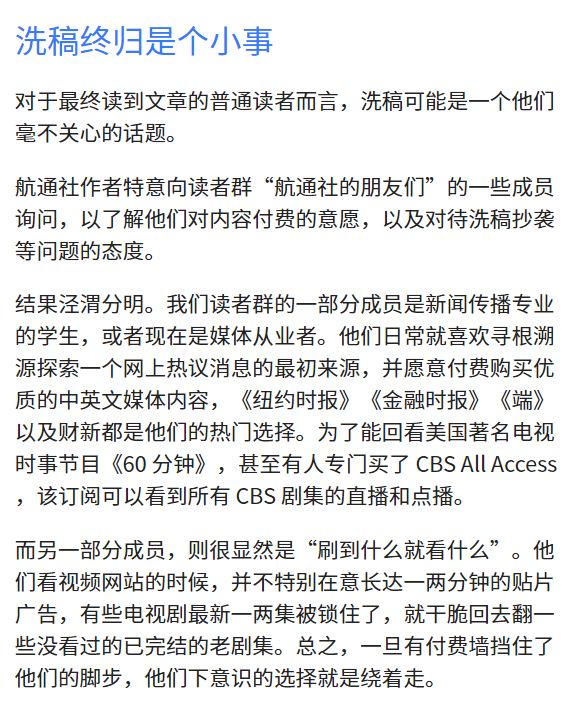 洗稿终归是个小事
对于最终读到文章的普通读者而言，洗稿可能是一个他们
毫不关心的话题。
航通社作者特意向读者群“航通社的朋友们”的一些成员
询问，以了解他们对内容付费的意愿，以及对待洗稿抄袭
等问题的态度。
结果泾渭分明。我们读者群的一部分成员是新闻传播专业
的学生，或者现在是媒体从业者。他们日常就喜欢寻根溯
源探索一个网上热议消息的最初来源，并愿意付费购买优
质的中英文媒体内容，《纽约时报》《金融时报》《端》
以及财新都是他们的热门选择。为了能回看美国著名电视
时事节目《60 分钟》，甚至有人专门买了 CBS All Access
，该订阅可以看到所有 CBS 剧集的直播和点播。
而另一部分成员，则很显然是“刷到什么就看什么”。他
们看视频网站的时候，并不特别在意长达一两分钟的贴片
广告，有些电视剧最新一两集被锁住了，就干脆回去翻一
些没看过的已完结的老剧集。总之，一旦有付费墙挡住了
他们的脚步，他们下意识的选择就是绕着走。